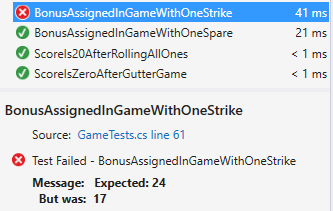 BonusAssignedInGameWithOneStrike 41 ms
BonusAssignedInGameWithOneSpare 21 ms
ScoreIs20AfterRollingAllOnes < 1 ms
ScoreIsZeroAfterGutterGame < 1 ms
BonusAssignedInGameWithOneStrike
Source: GameTests.cs line 61
Test Failed - BonusAssignedInGameWithOneStrike
Message: Expected: 24
But was: 17